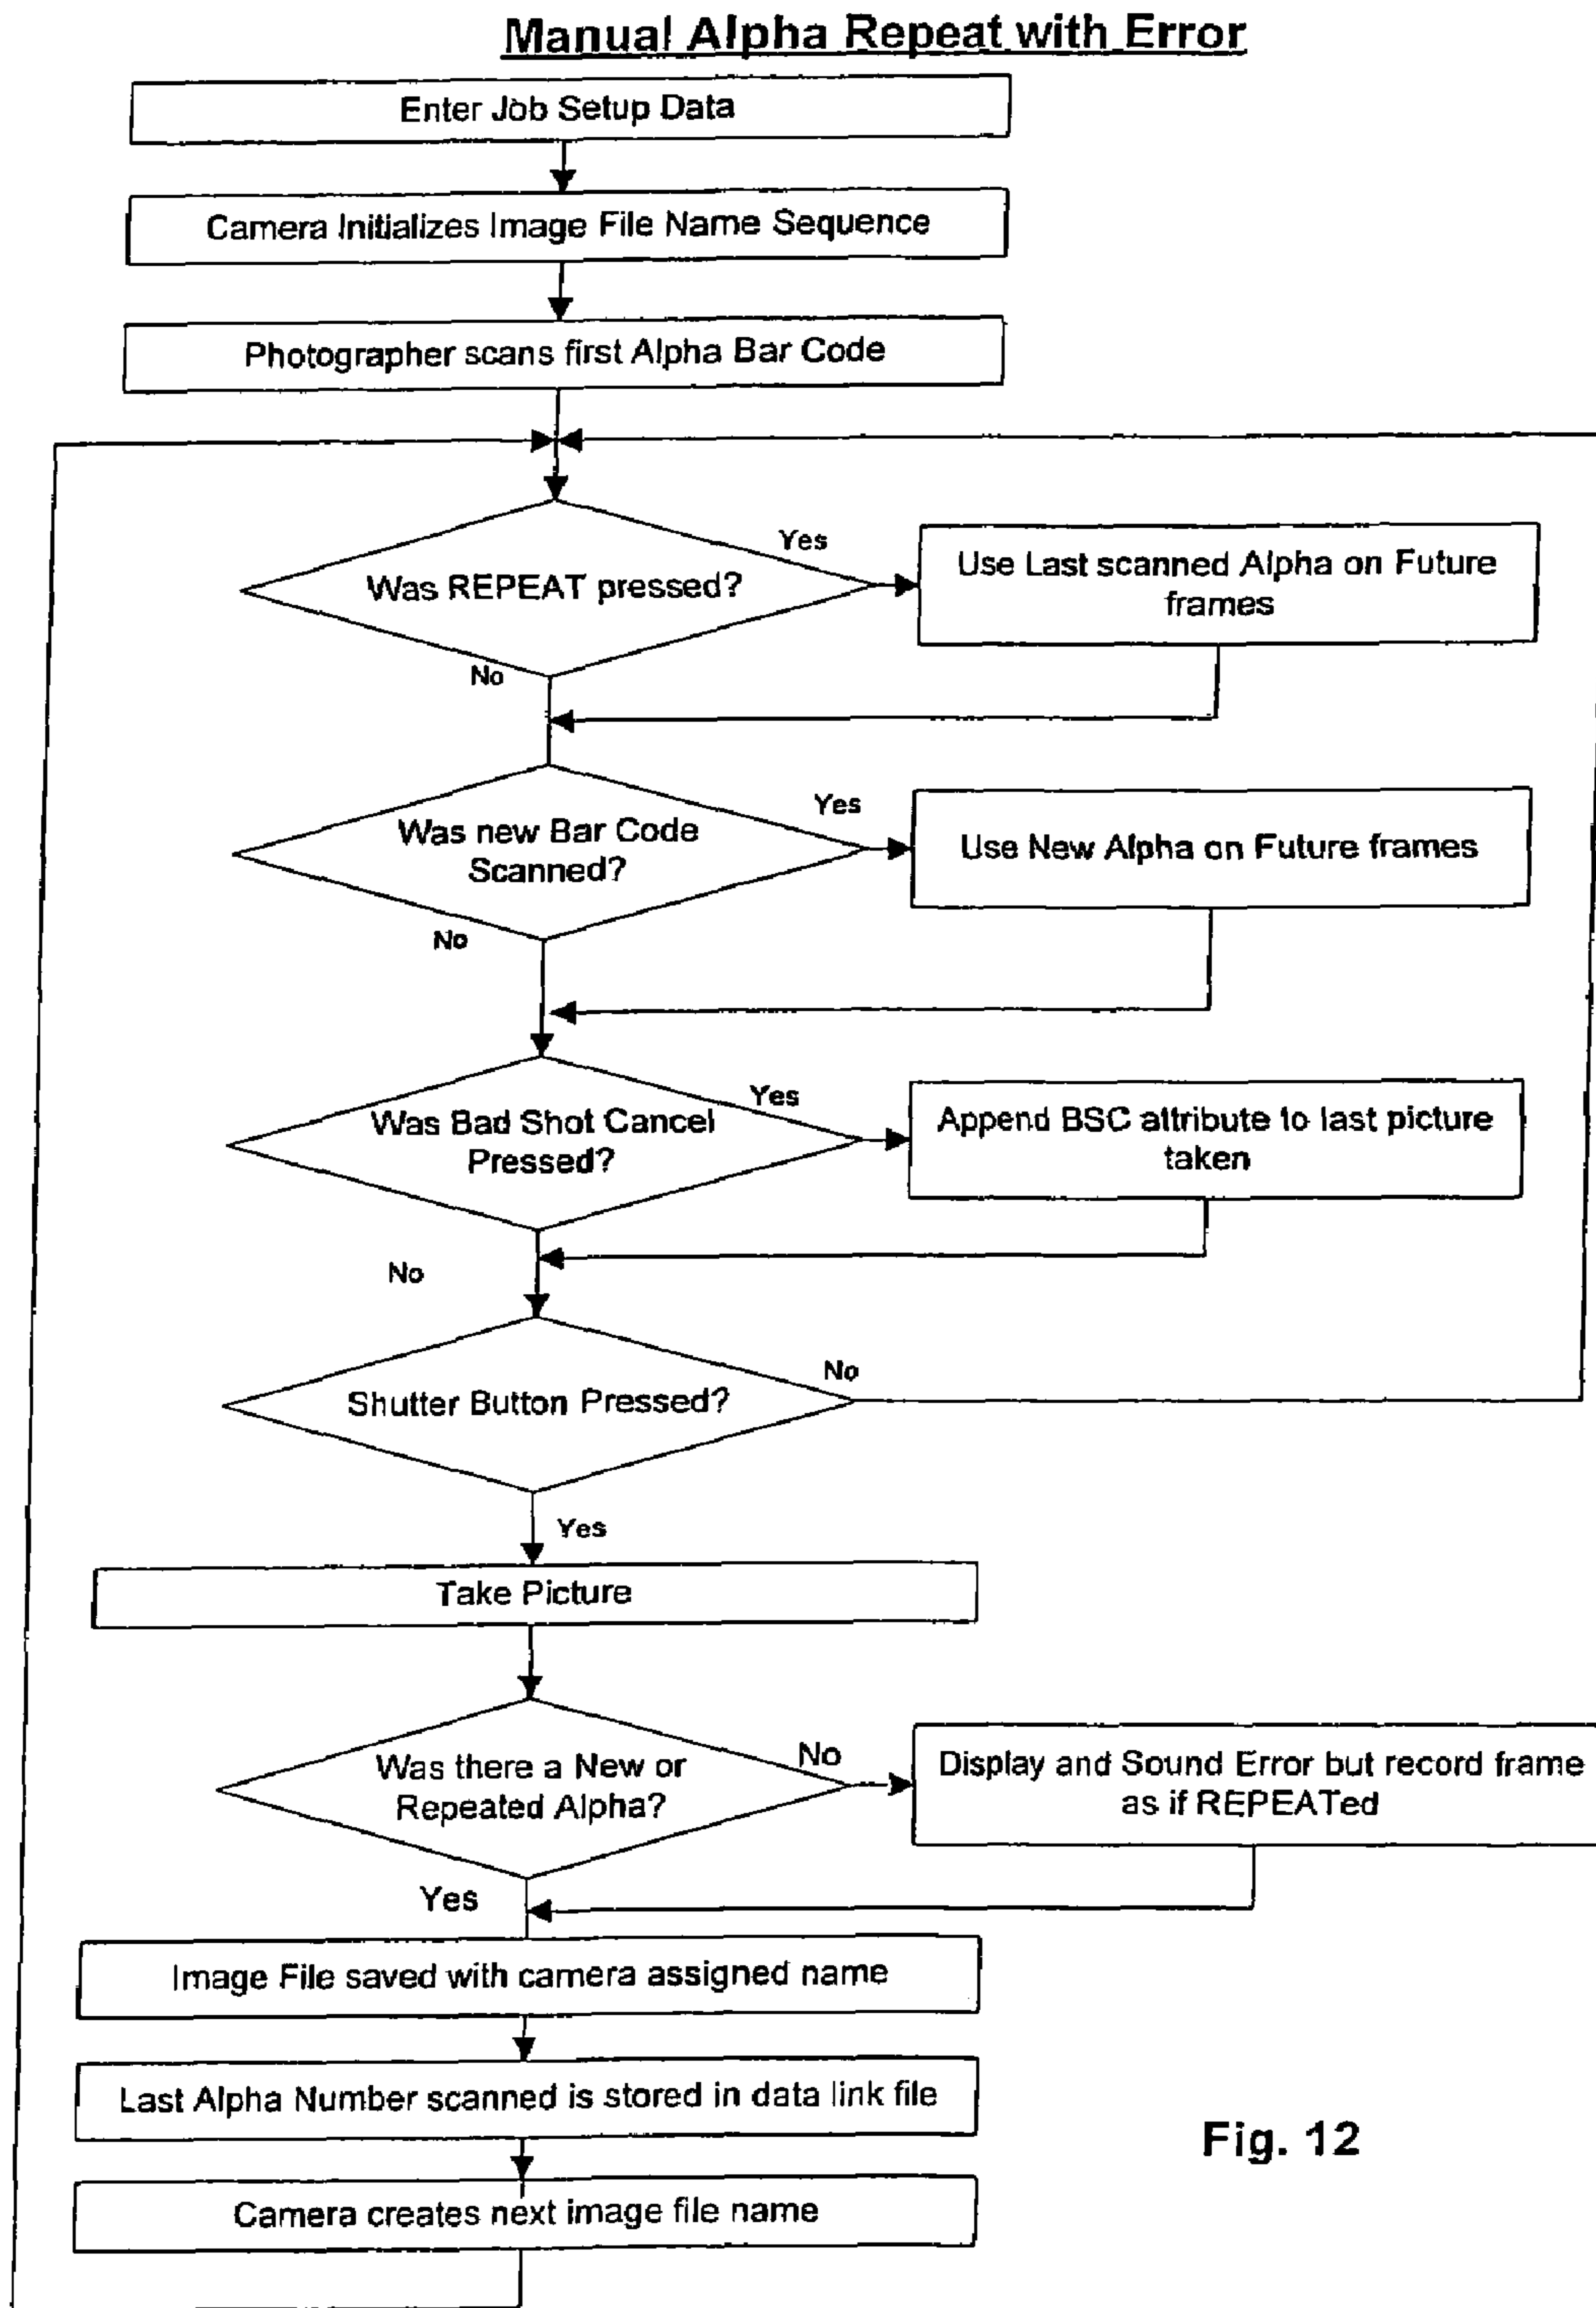 Manual Alpha Repeat with Error
Enter Job Setup Data
Camera Initializes Image File Name Sequence
Photographer scans first Alpha Bar Code
Yes
Was REPEAT pressed?
Use Last scanned Alpha on Future
frames
No
Yes
Was new Bar Code
Scanned?
Use New Alpha on Future frames
No
Yes
Was Bad Shot Cancel
Pressed?
Append BSC attribute to last picture
taken
No
No
Shutter Button Pressed?
Yes
Take Picture
Was there a New or
Repeated Alpha?
No
Display and Sound Error but record frame
as if REPEATed
Yes
Image File saved with camera assigned name
Last Alpha Number scanned is stored in data link file
Camera creates next image file name
Fig. 12